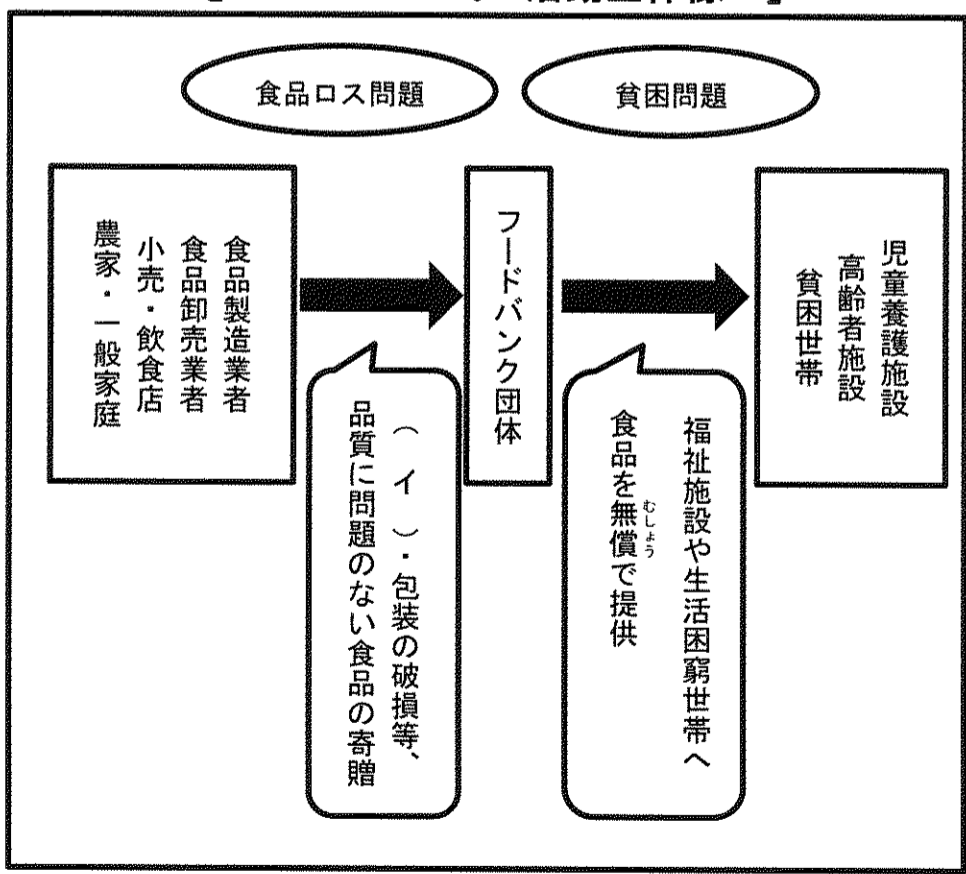 食品ロス問題
貧困問題
食品製造業者
食品卸売業者
小売・飲食店
農家・一般家庭
フードバンク団体
児童養護施設
高齢者施設
貧困世帯
（　イ　）・包装の破損等、
品質に問題のない食品の寄贈
福祉施設や生活困窮世帯へ
食品を無償で提供
むしょう